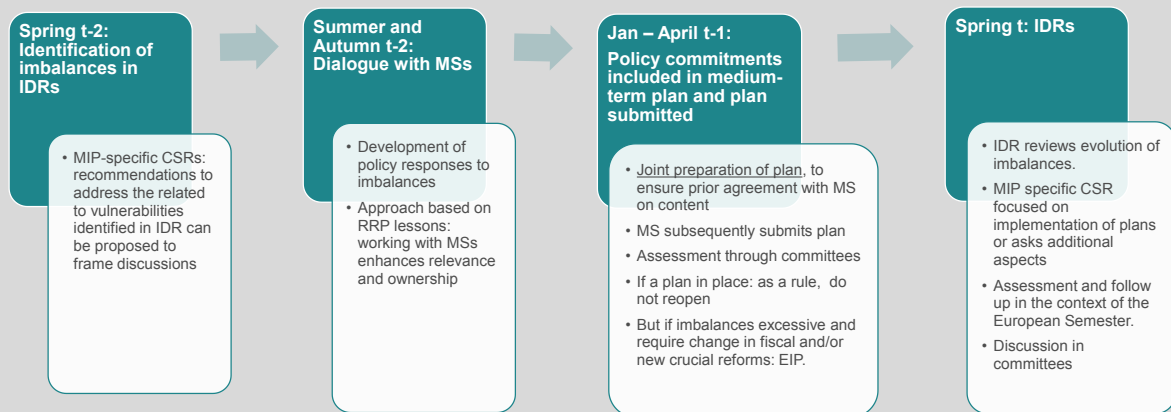 Spring t-2:
Identification of
imbalances in
IDRs
• MIP-specific CSRs:
recommendations to
address the related
to vulnerabilities
identified in IDR can
be proposed to
frame discussions
Summer and
Autumn t-2:
Dialogue with MSs
• Development of
policy responses to
imbalances
• Approach based on
RRP lessons:
working with MSs
enhances relevance
and ownership
Jan – April t-1:
Policy commitments
included in medium-
term plan and plan
submitted
• Joint preparation of plan, to
ensure prior agreement with MS
on content
• MS subsequently submits plan
• Assessment through committees
• If a plan in place: as a rule, do
not reopen
• But if imbalances excessive and
require change in fiscal and/or
new crucial reforms: EIP.
Spring t: IDRs
• IDR reviews evolution of
imbalances.
• MIP specific CSR
focused on
implementation of plans
or asks additional
aspects
• Assessment and follow
up in the context of the
European Semester.
• Discussion in
committees